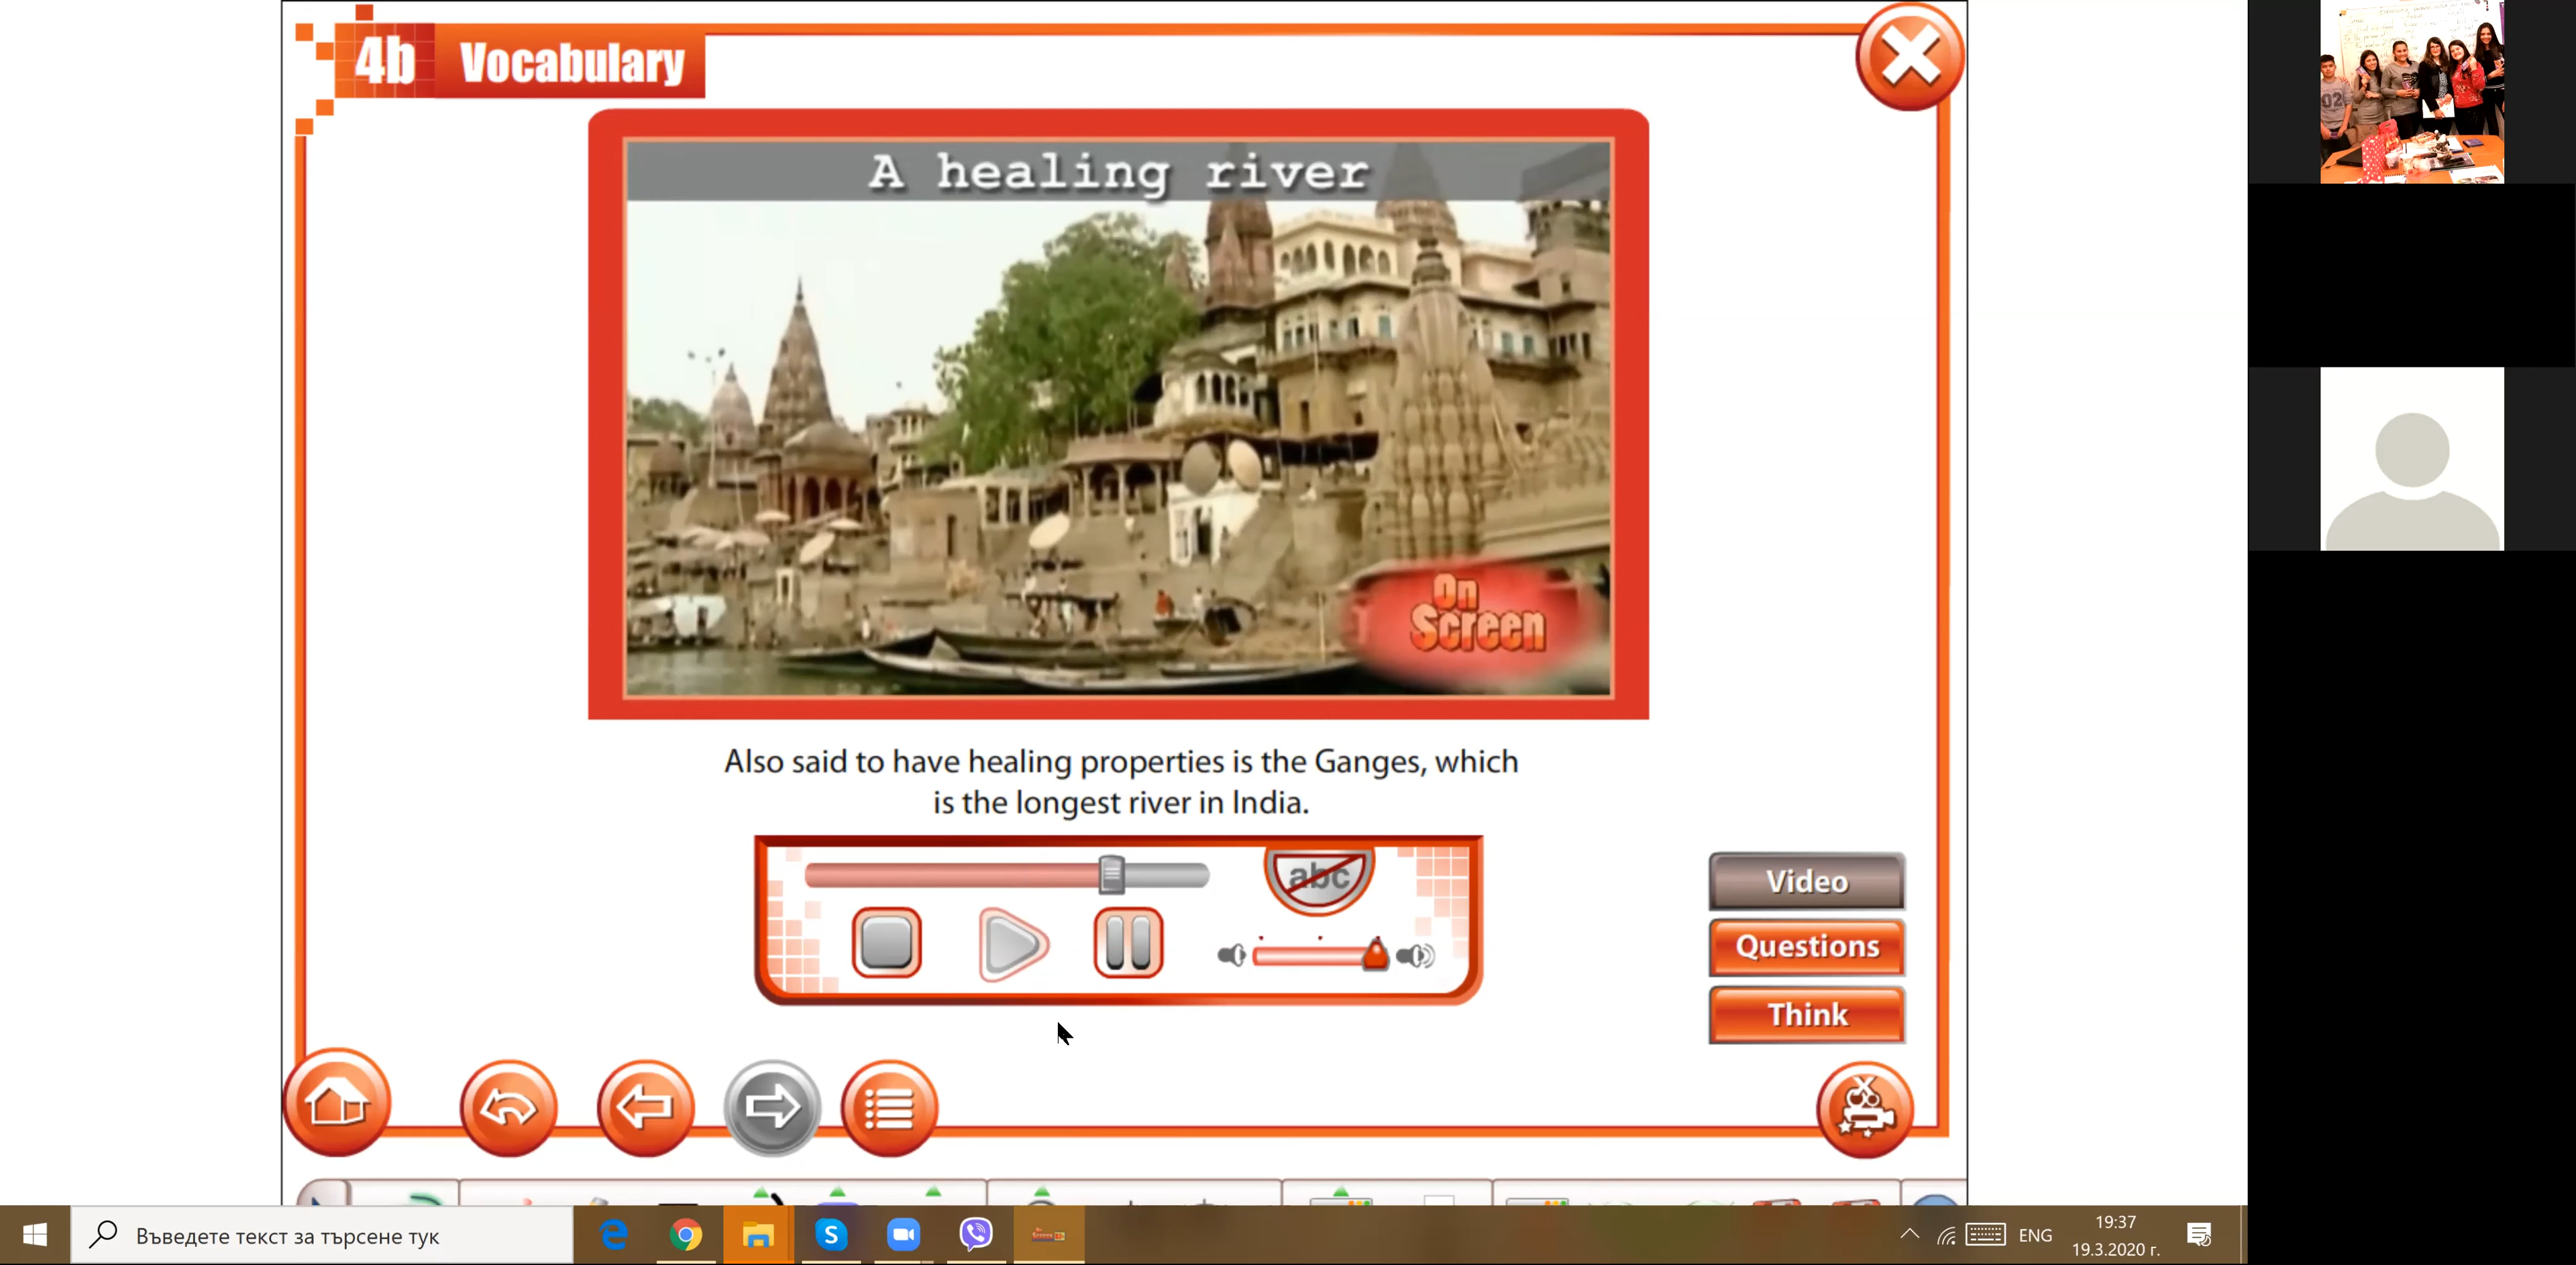 4b Vocabulary
A healing river
On
Screen
Also said to have healing properties is the Ganges, which
is the longest river in India.
abc
Video
Questions
Think
Въведете текст за търсене тук
ENG
19:37
19.3.2020 г.
02